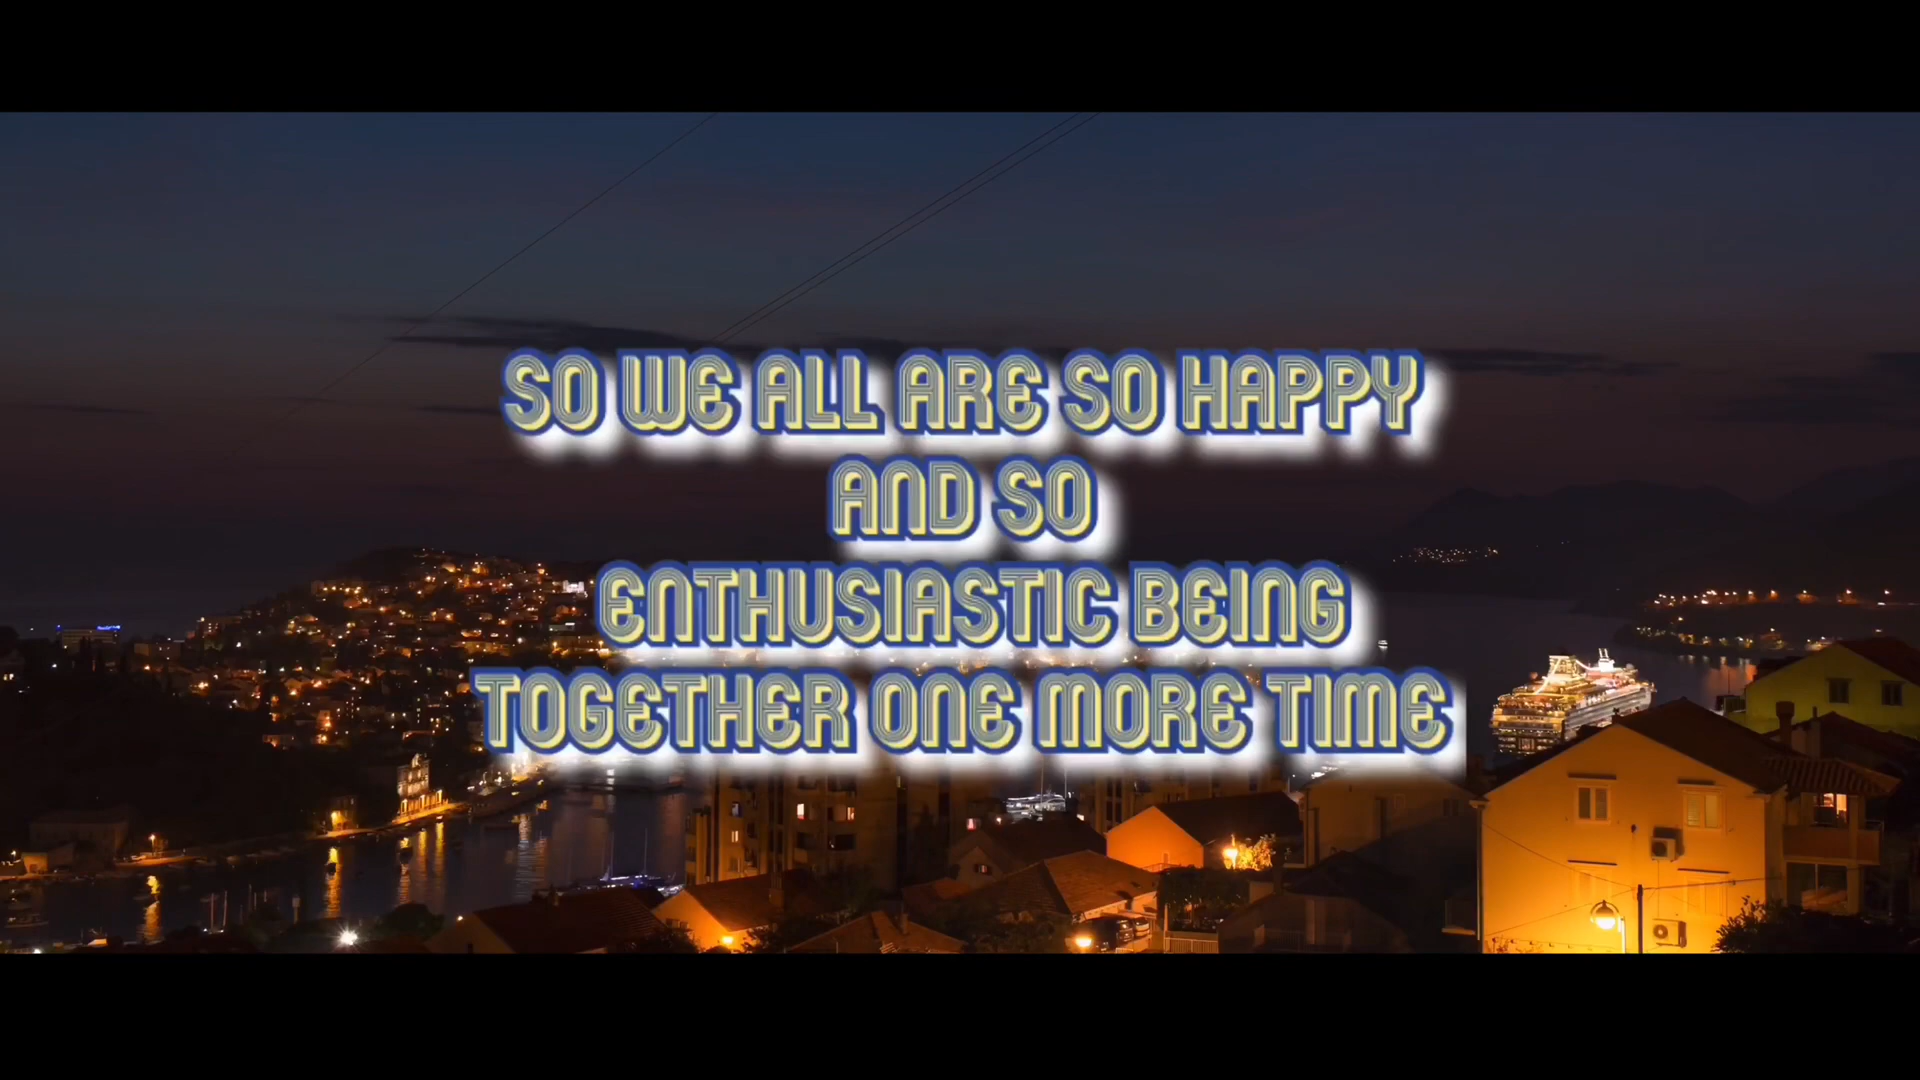 SO WE ALL ARE SO HAPPY
AND SO
ENTHUSIASTIC BEING
TOGETHER ONE MORE TIME